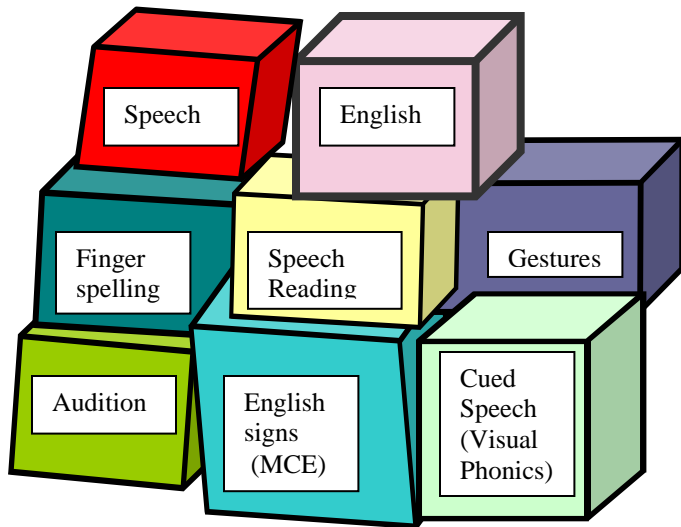 Speech
English
Finger
spelling
Speech
Reading
Gestures
Audition
English
signs
(MCE)
Cued
Speech
(Visual
Phonics)